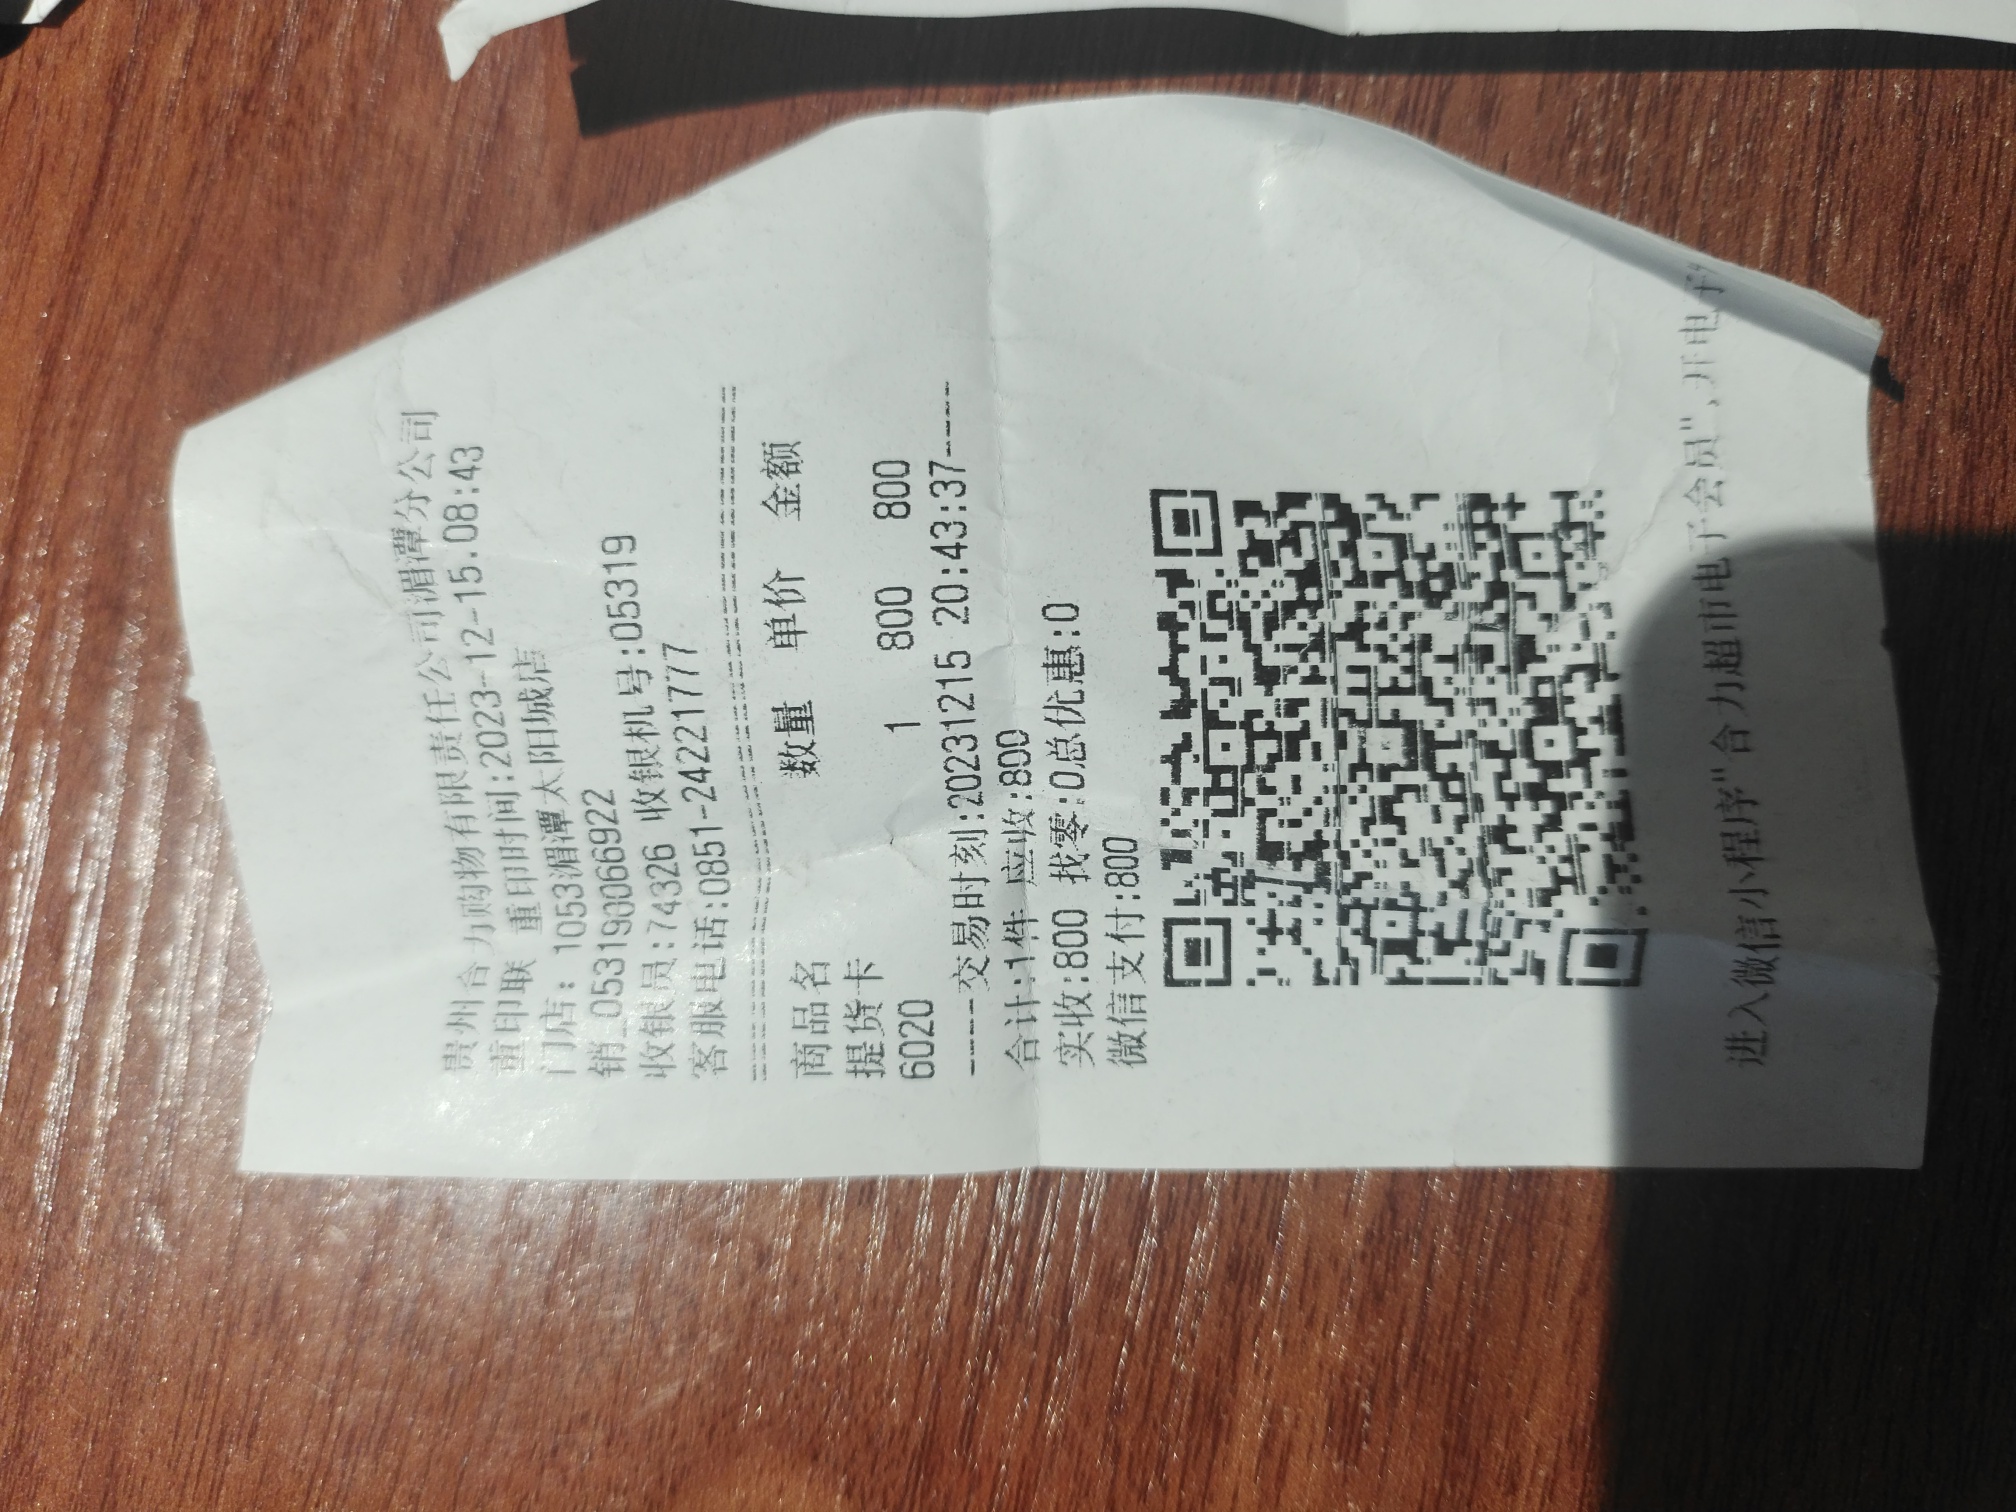 贵州合力购物有限责任公司湄潭分公司
重印联 重印时间:2023-12-15.08:43
门店: 1053湄潭太阳城店
销_0531900066922
收银员:74326 收银机号:05319
客服电话:0851-24221777
商品名 数量 单价 金额
提货卡
6020 1 800 800
----交易时刻:20231215 20:43:37----
合计:1件 应收:800
实收:800 找零:0总优惠:0
微信支付:800
进入微信小程序"合力超市电子会员",开电子